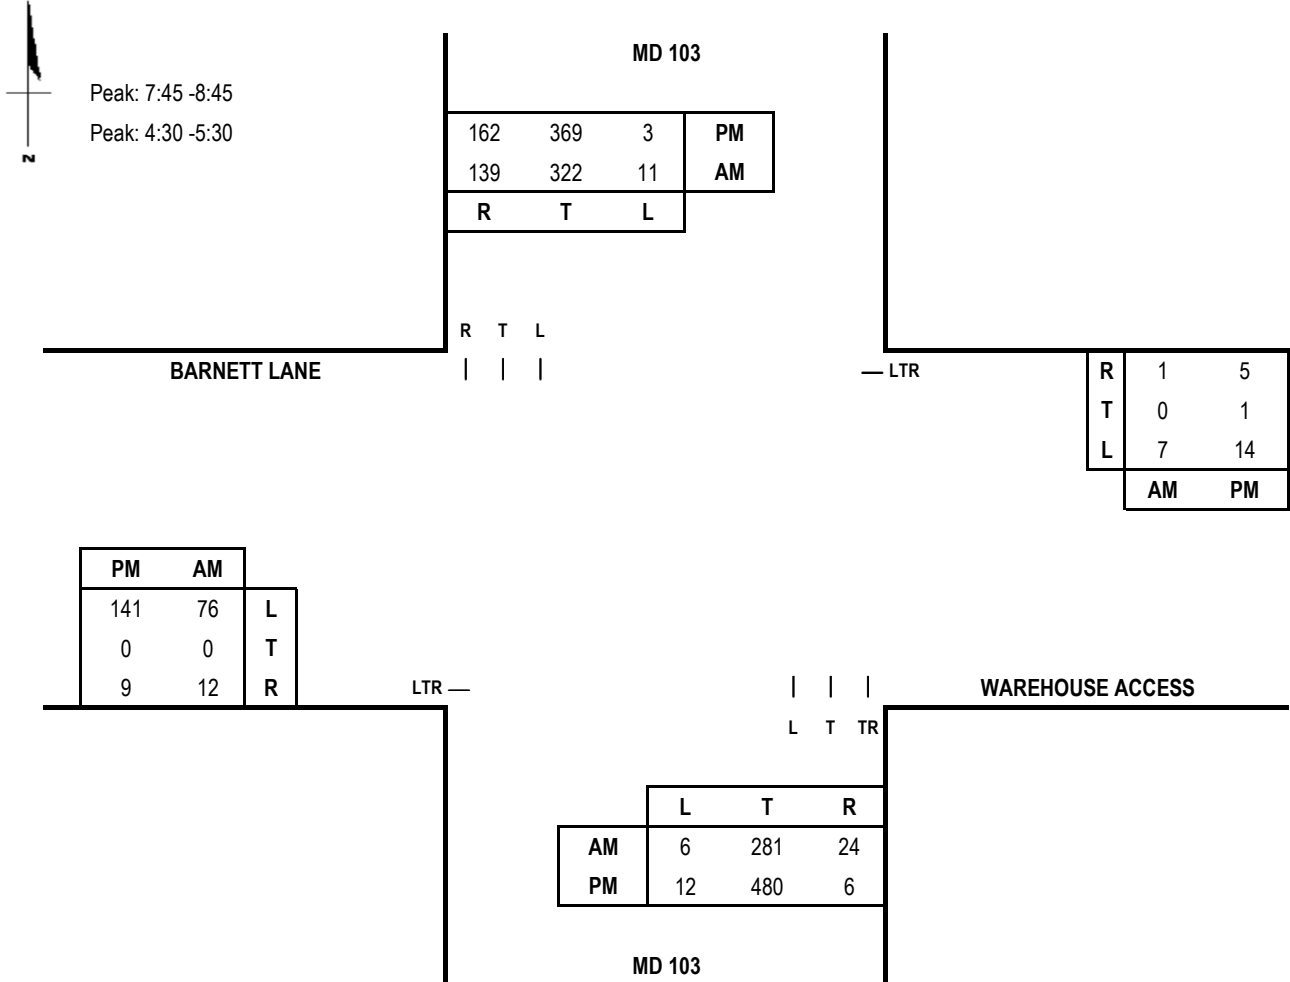 MD 103
Peak: 7:45 -8:45
Peak: 4:30 -5:30
162 369 3 PM
139 322 11 AM
R T L
N
R T L
BARNETT LANE
LTR
R 1 5
T 0 1
L 7 14
AM PM
PM AM
141 76 L
0 0 T
9 12 R
LTR
WAREHOUSE ACCESS
L T TR
L T R
AM 6 281 24
PM 12 480 6
MD 103